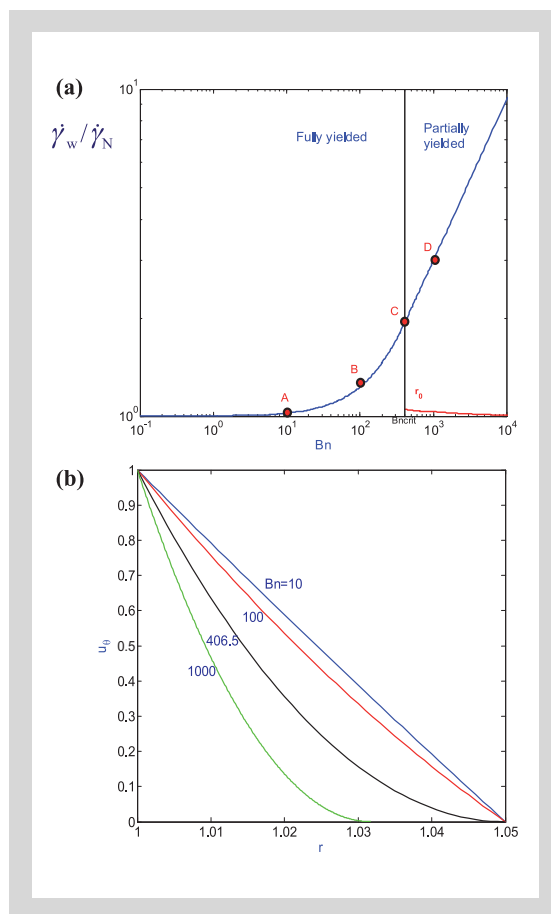 (a)
γ̇w/γ̇N
10^1
Fully yielded
Partially
yielded
D
C
B
A
r0
10^0
10^-1
10^0
10^1
10^2
Bncrit
10^3
10^4
Bn
(b)
1
0.9
0.8
0.7
0.6
0.5
0.4
0.3
0.2
0.1
0
uθ
Bn=10
100
406.5
1000
1
1.01
1.02
1.03
1.04
1.05
r